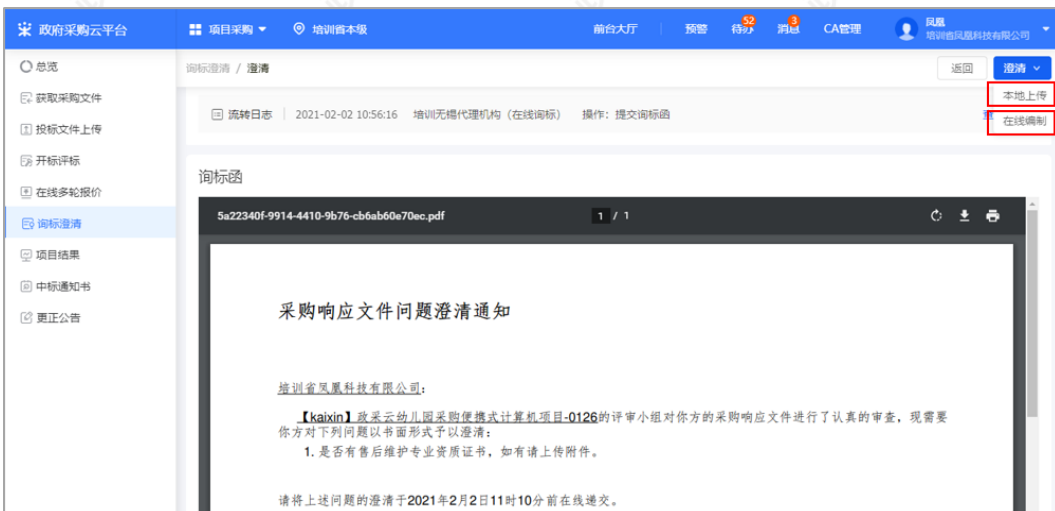 政府采购云平台 项目采购 培训省本级 前台大厅 预警 待办 52 消息 3 CA管理 凤凰
培训省凤凰科技有限公司
总览
获取采购文件
投标文件上传
开标评标
在线多轮报价
询标澄清
项目结果
中标通知书
更正公告
询标澄清 / 澄清 返回 澄清
本地上传
在线编制
流转日志 2021-02-02 10:56:16 培训无锡代理机构（在线询标） 操作：提交询标函
询标函
5a22340f-9914-4410-9b76-cb6ab60e70ec.pdf 1 / 1
采购响应文件问题澄清通知
培训省凤凰科技有限公司：
【kaixin】政采云幼儿园采购便携式计算机项目-0126的评审小组对你方的采购响应文件进行了认真的审查，现需要
你方对下列问题以书面形式予以澄清：
1. 是否有售后维护专业资质证书，如有请上传附件。
请将上述问题的澄清于2021年2月2日11时10分前在线递交。